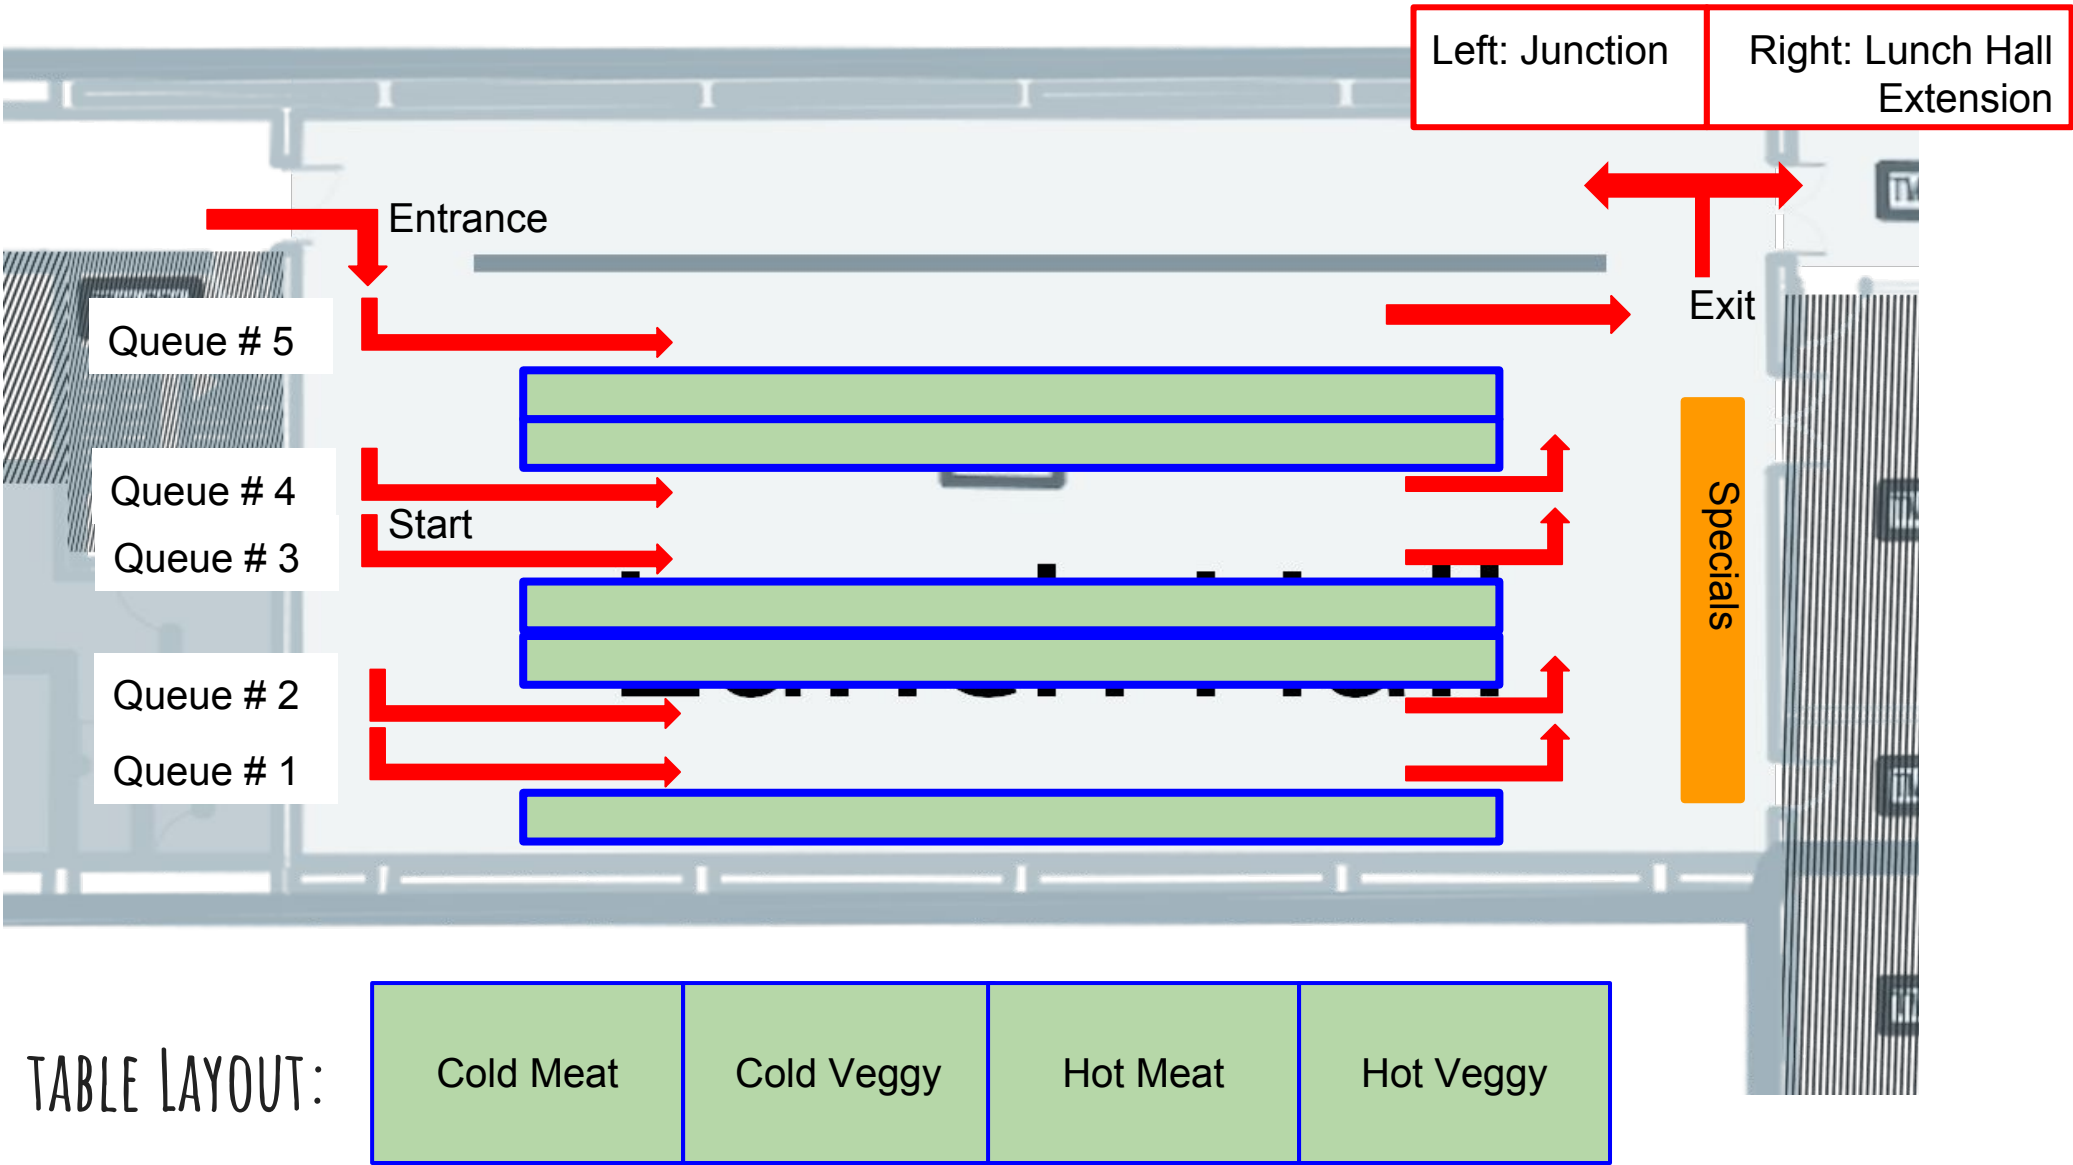 Left: Junction
Right: Lunch Hall
Extension
Entrance
Exit
Queue # 5
Queue # 4
Start
Queue # 3
Specials
Queue # 2
Queue # 1
TABLE LAYOUT:
Cold Meat
Cold Veggy
Hot Meat
Hot Veggy